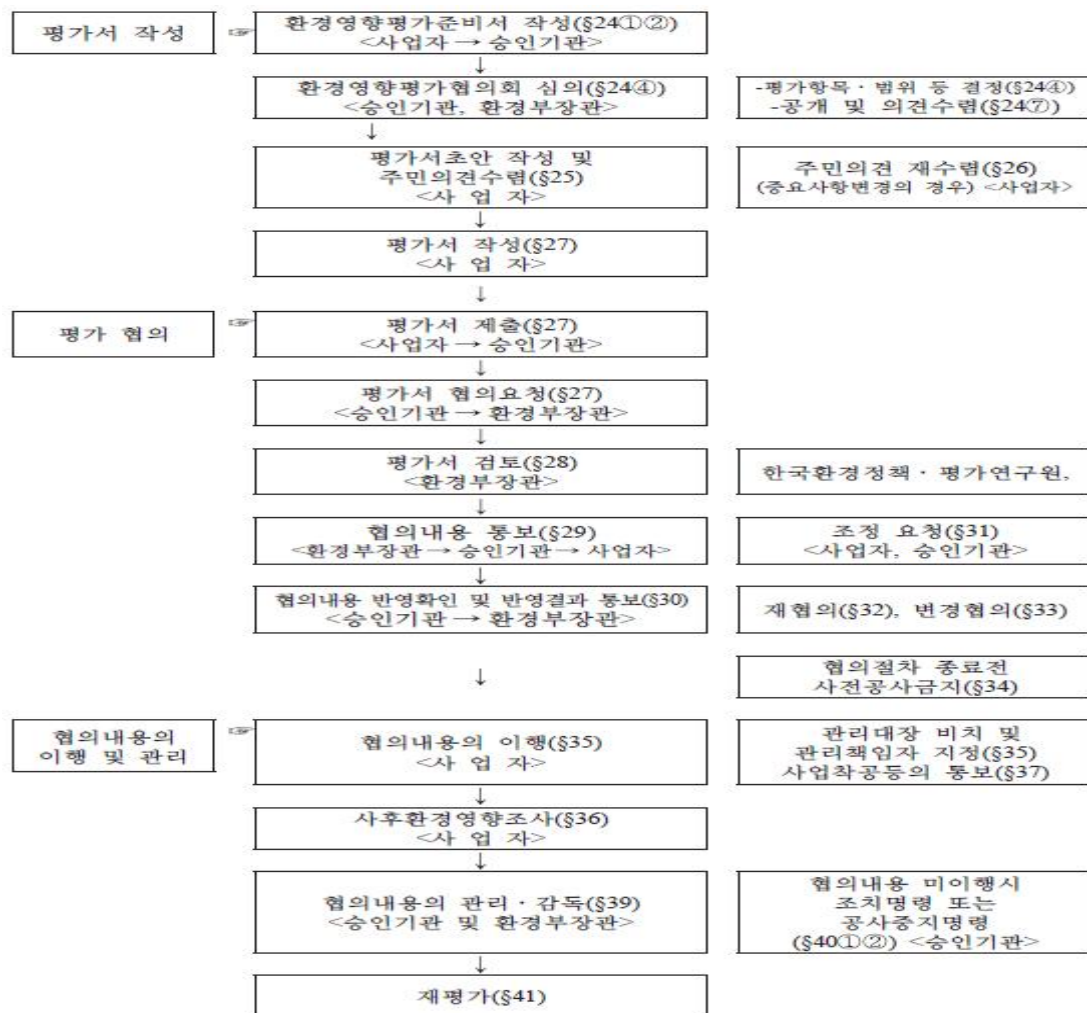 평가서 작성
☞
환경영향평가준비서 작성(§24①②)
<사업자 → 승인기관>
↓
환경영향평가협의회 심의(§24④)
<승인기관, 환경부장관>
-평가항목·범위 등 결정(§24④)
-공개 및 의견수렴(§24⑦)
↓
평가서초안 작성 및
주민의견수렴(§25)
<사 업 자>
주민의견 재수렴(§26)
(중요사항변경의 경우) <사업자>
↓
평가서 작성(§27)
<사 업 자>
↓
평가 협의
☞
평가서 제출(§27)
<사업자 → 승인기관>
↓
평가서 협의요청(§27)
<승인기관 → 환경부장관>
↓
평가서 검토(§28)
<환경부장관>
한국환경정책·평가연구원,
↓
협의내용 통보(§29)
<환경부장관 → 승인기관 → 사업자>
조정 요청(§31)
<사업자, 승인기관>
↓
협의내용 반영확인 및 반영결과 통보(§30)
<승인기관 → 환경부장관>
재협의(§32), 변경협의(§33)
↓
협의절차 종료전
사전공사금지(§34)
협의내용의
이행 및 관리
☞
협의내용의 이행(§35)
<사 업 자>
관리대장 비치 및
관리책임자 지정(§35)
사업착공등의 통보(§37)
↓
사후환경영향조사(§36)
<사 업 자>
↓
협의내용의 관리·감독(§39)
<승인기관 및 환경부장관>
협의내용 미이행시
조치명령 또는
공사중지명령
(§40①②) <승인기관>
↓
재평가(§41)